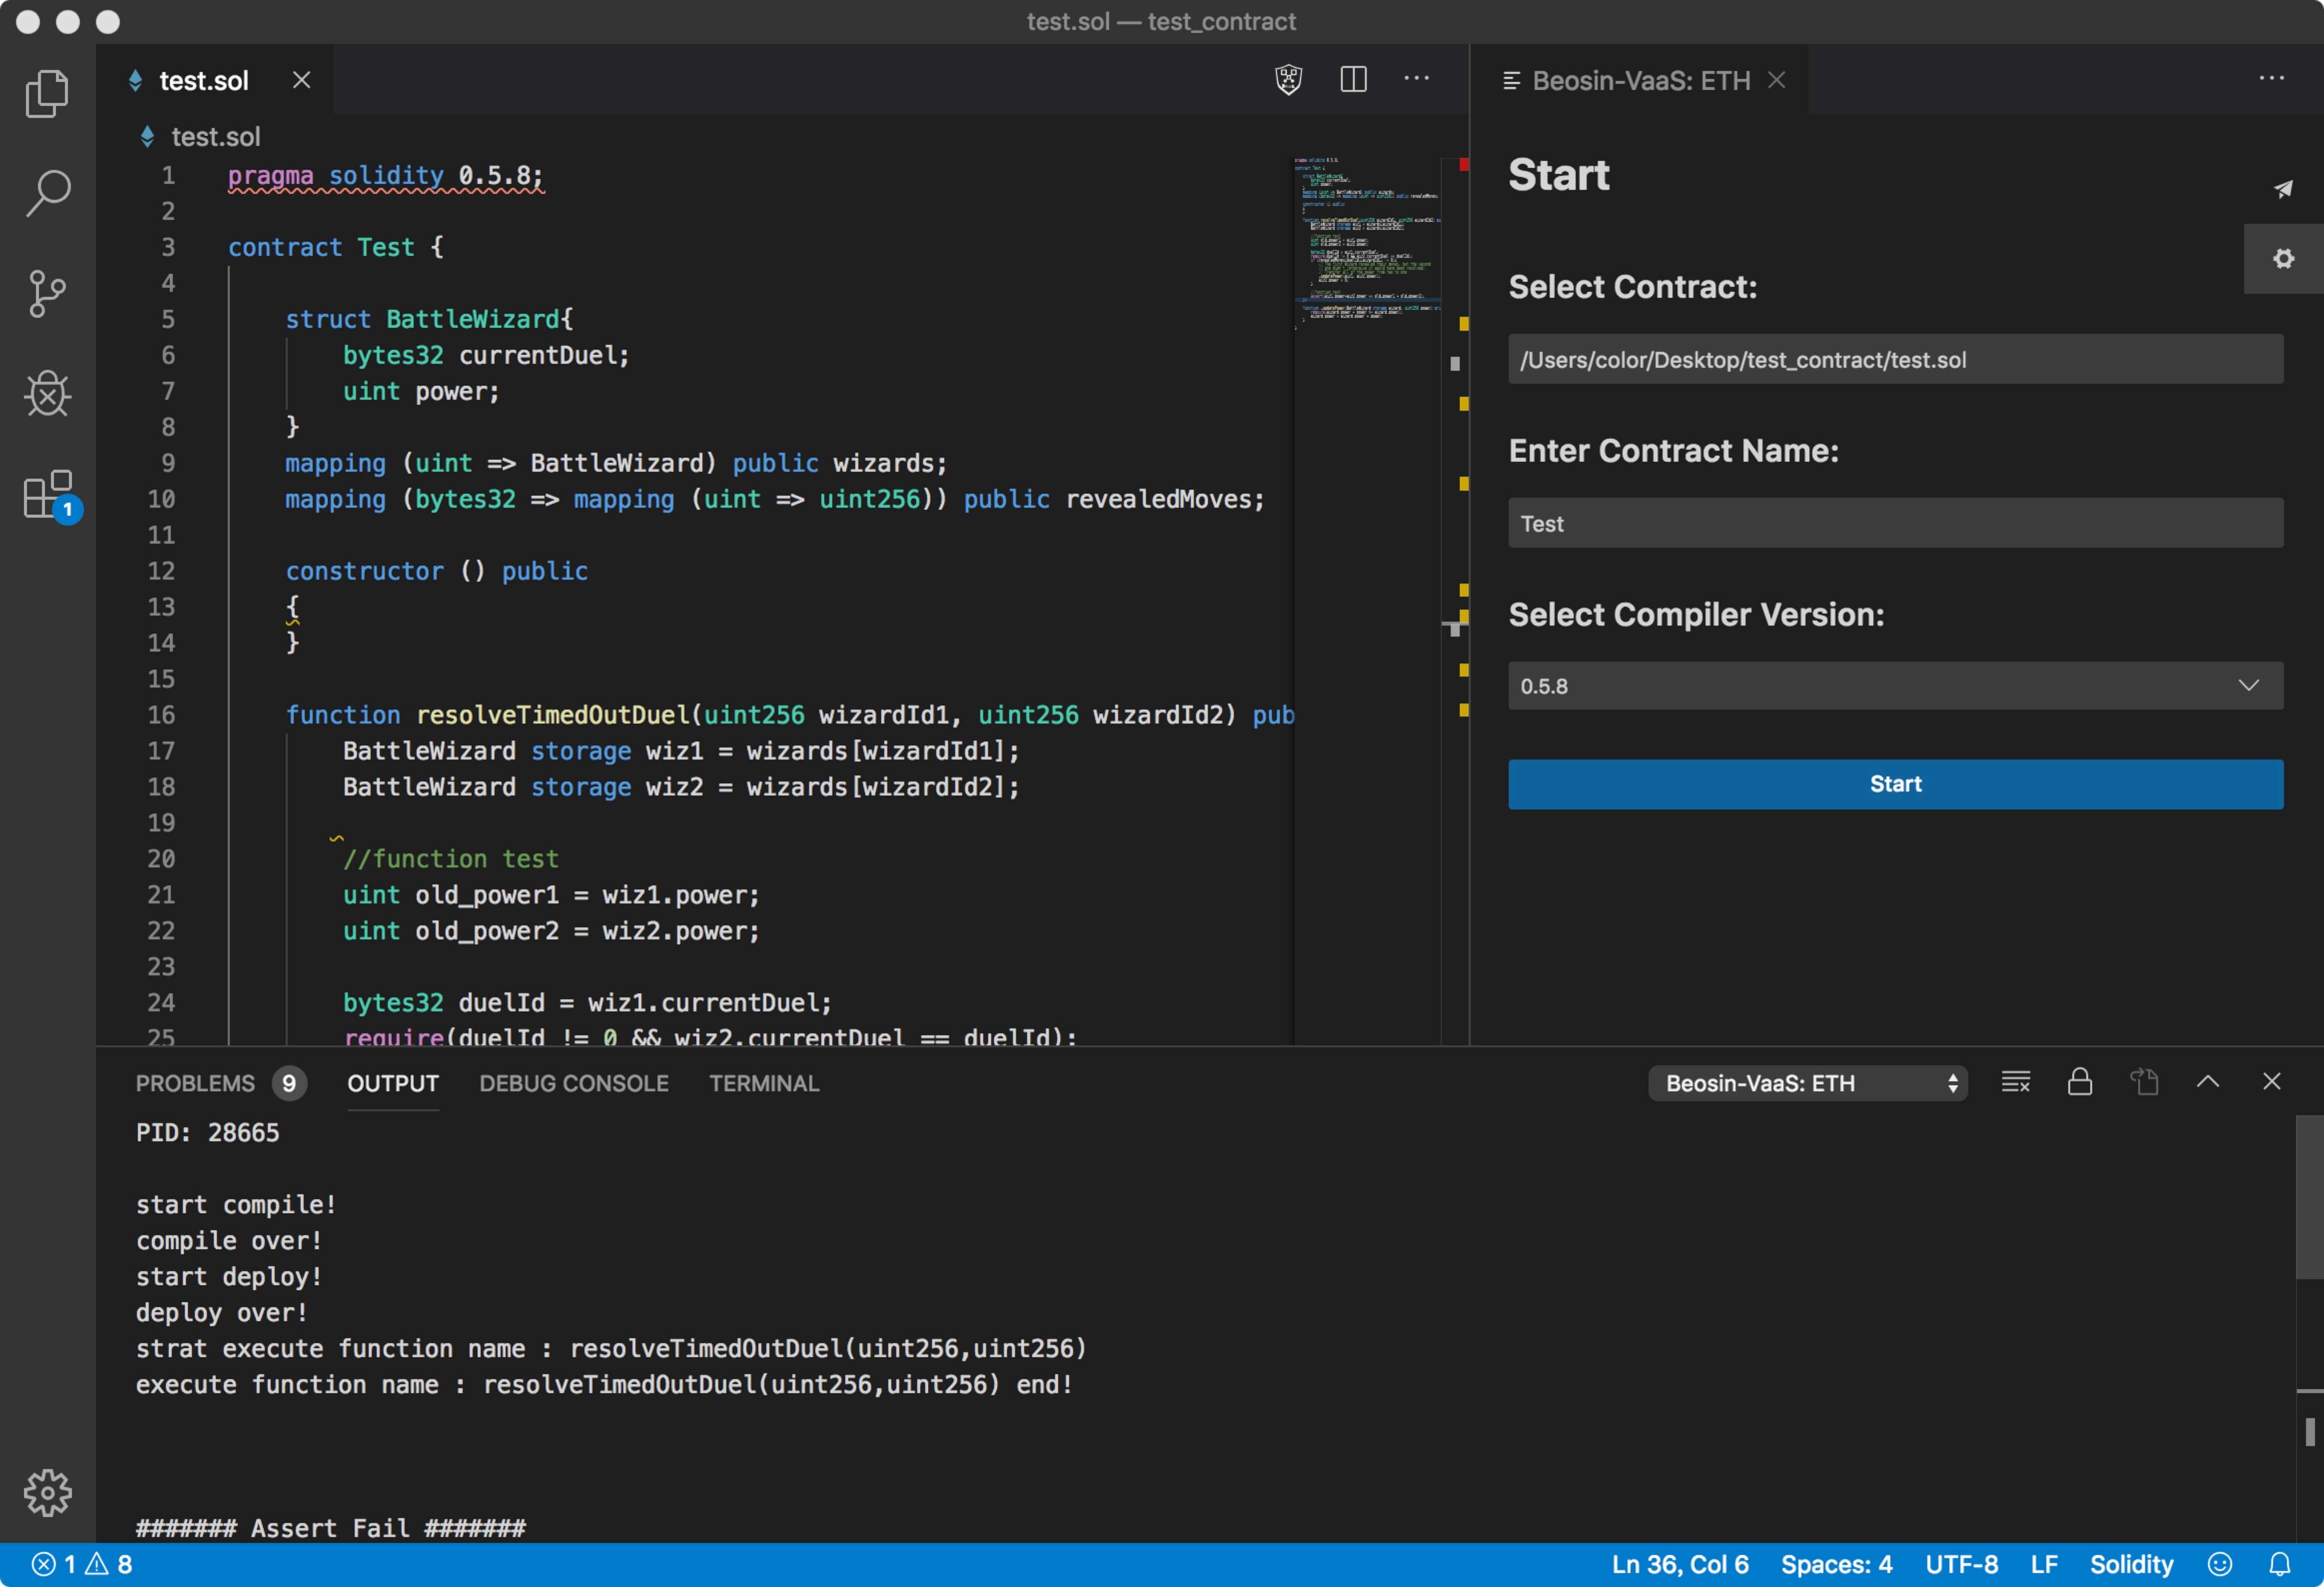 test.sol — test_contract
test.sol
Beosin-VaaS: ETH
test.sol
1 pragma solidity 0.5.8;
2
3 contract Test {
4
5 struct BattleWizard{
6 bytes32 currentDuel;
7 uint power;
8 }
9 mapping (uint => BattleWizard) public wizards;
10 mapping (bytes32 => mapping (uint => uint256)) public revealedMoves;
11
12 constructor () public
13 {
14 }
15
16 function resolveTimedOutDuel(uint256 wizardId1, uint256 wizardId2) pub
17 BattleWizard storage wiz1 = wizards[wizardId1];
18 BattleWizard storage wiz2 = wizards[wizardId2];
19
20 //function test
21 uint old_power1 = wiz1.power;
22 uint old_power2 = wiz2.power;
23
24 bytes32 duelId = wiz1.currentDuel;
25 require(duelId != 0 && wiz2.currentDuel == duelId);
Start
Select Contract:
/Users/color/Desktop/test_contract/test.sol
Enter Contract Name:
Test
Select Compiler Version:
0.5.8
Start
1
PROBLEMS 9 OUTPUT DEBUG CONSOLE TERMINAL
Beosin-VaaS: ETH
PID: 28665
start compile!
compile over!
start deploy!
deploy over!
strat execute function name : resolveTimedOutDuel(uint256,uint256)
execute function name : resolveTimedOutDuel(uint256,uint256) end!
####### Assert Fail #######
1 8
Ln 36, Col 6 Spaces: 4 UTF-8 LF Solidity